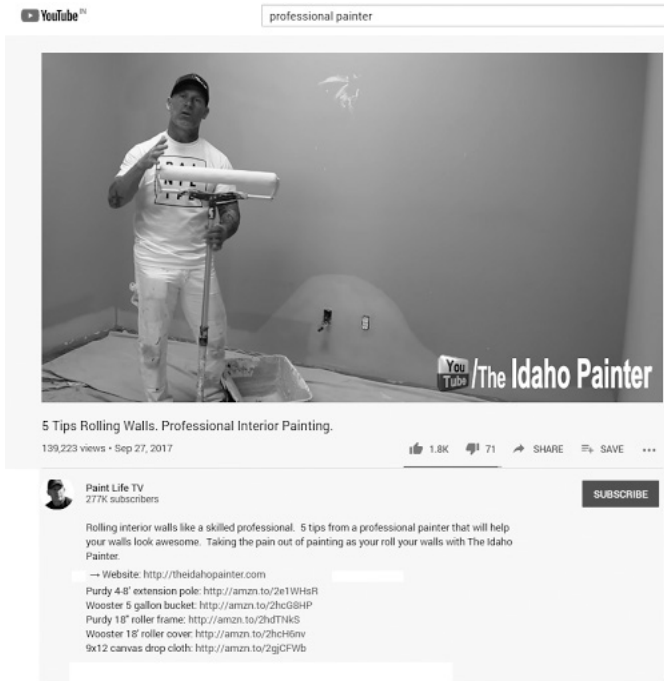 YouTube IN
professional painter
PAI
NT L
IFE
You
Tube /The Idaho Painter
5 Tips Rolling Walls. Professional Interior Painting.
139,223 views • Sep 27, 2017 1.8K 71 SHARE SAVE ...
Paint Life TV
277K subscribers
SUBSCRIBE
Rolling interior walls like a skilled professional. 5 tips from a professional painter that will help
your walls look awesome. Taking the pain out of painting as your roll your walls with The Idaho
Painter.
→ Website: http://theidahopainter.com
Purdy 4-8' extension pole: http://amzn.to/2e1WHsR
Wooster 5 gallon bucket: http://amzn.to/2hcG8HP
Purdy 18" roller frame: http://amzn.to/2hdTNkS
Wooster 18' roller cover: http://amzn.to/2hcH6nv
9x12 canvas drop cloth: http://amzn.to/2gjCFWb